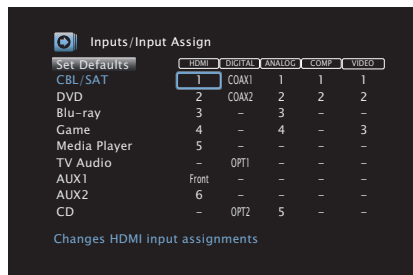 Inputs/Input Assign
Set Defaults HDMI DIGITAL ANALOG COMP VIDEO
CBL/SAT 1 COAX1 1 1 1
DVD 2 COAX2 2 2 2
Blu-ray 3 – 3 – –
Game 4 – 4 – 3
Media Player 5 – – – –
TV Audio – OPT1 – – –
AUX1 Front – – – –
AUX2 6 – – – –
CD – OPT2 5 – –
Changes HDMI input assignments